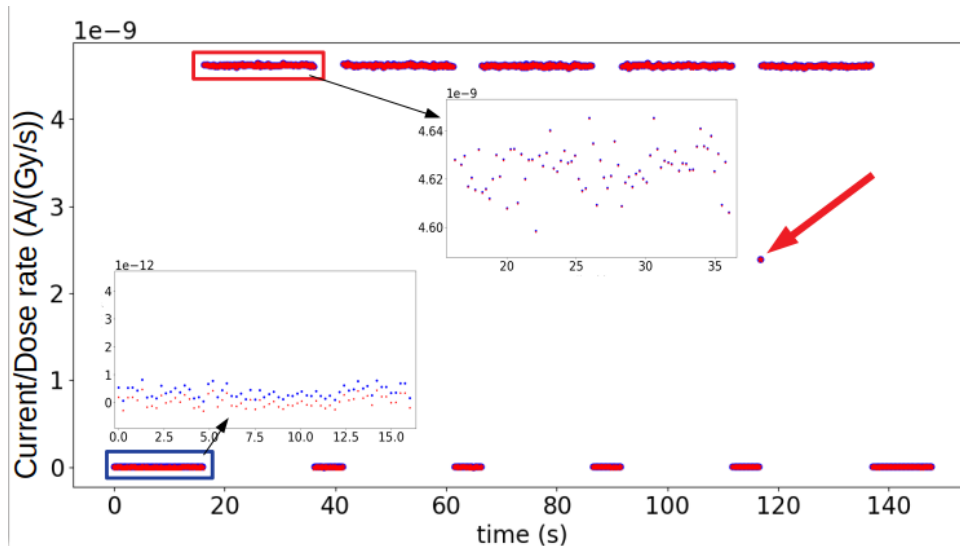 1e−9
Current/Dose rate (A/(Gy/s))
4
3
2
1
0
0 20 40 60 80 100 120 140
time (s)
1e−9
4.64
4.62
4.60
20 25 30 35
1e−12
4
3
2
1
0
0.0 2.5 5.0 7.5 10.0 12.5 15.0